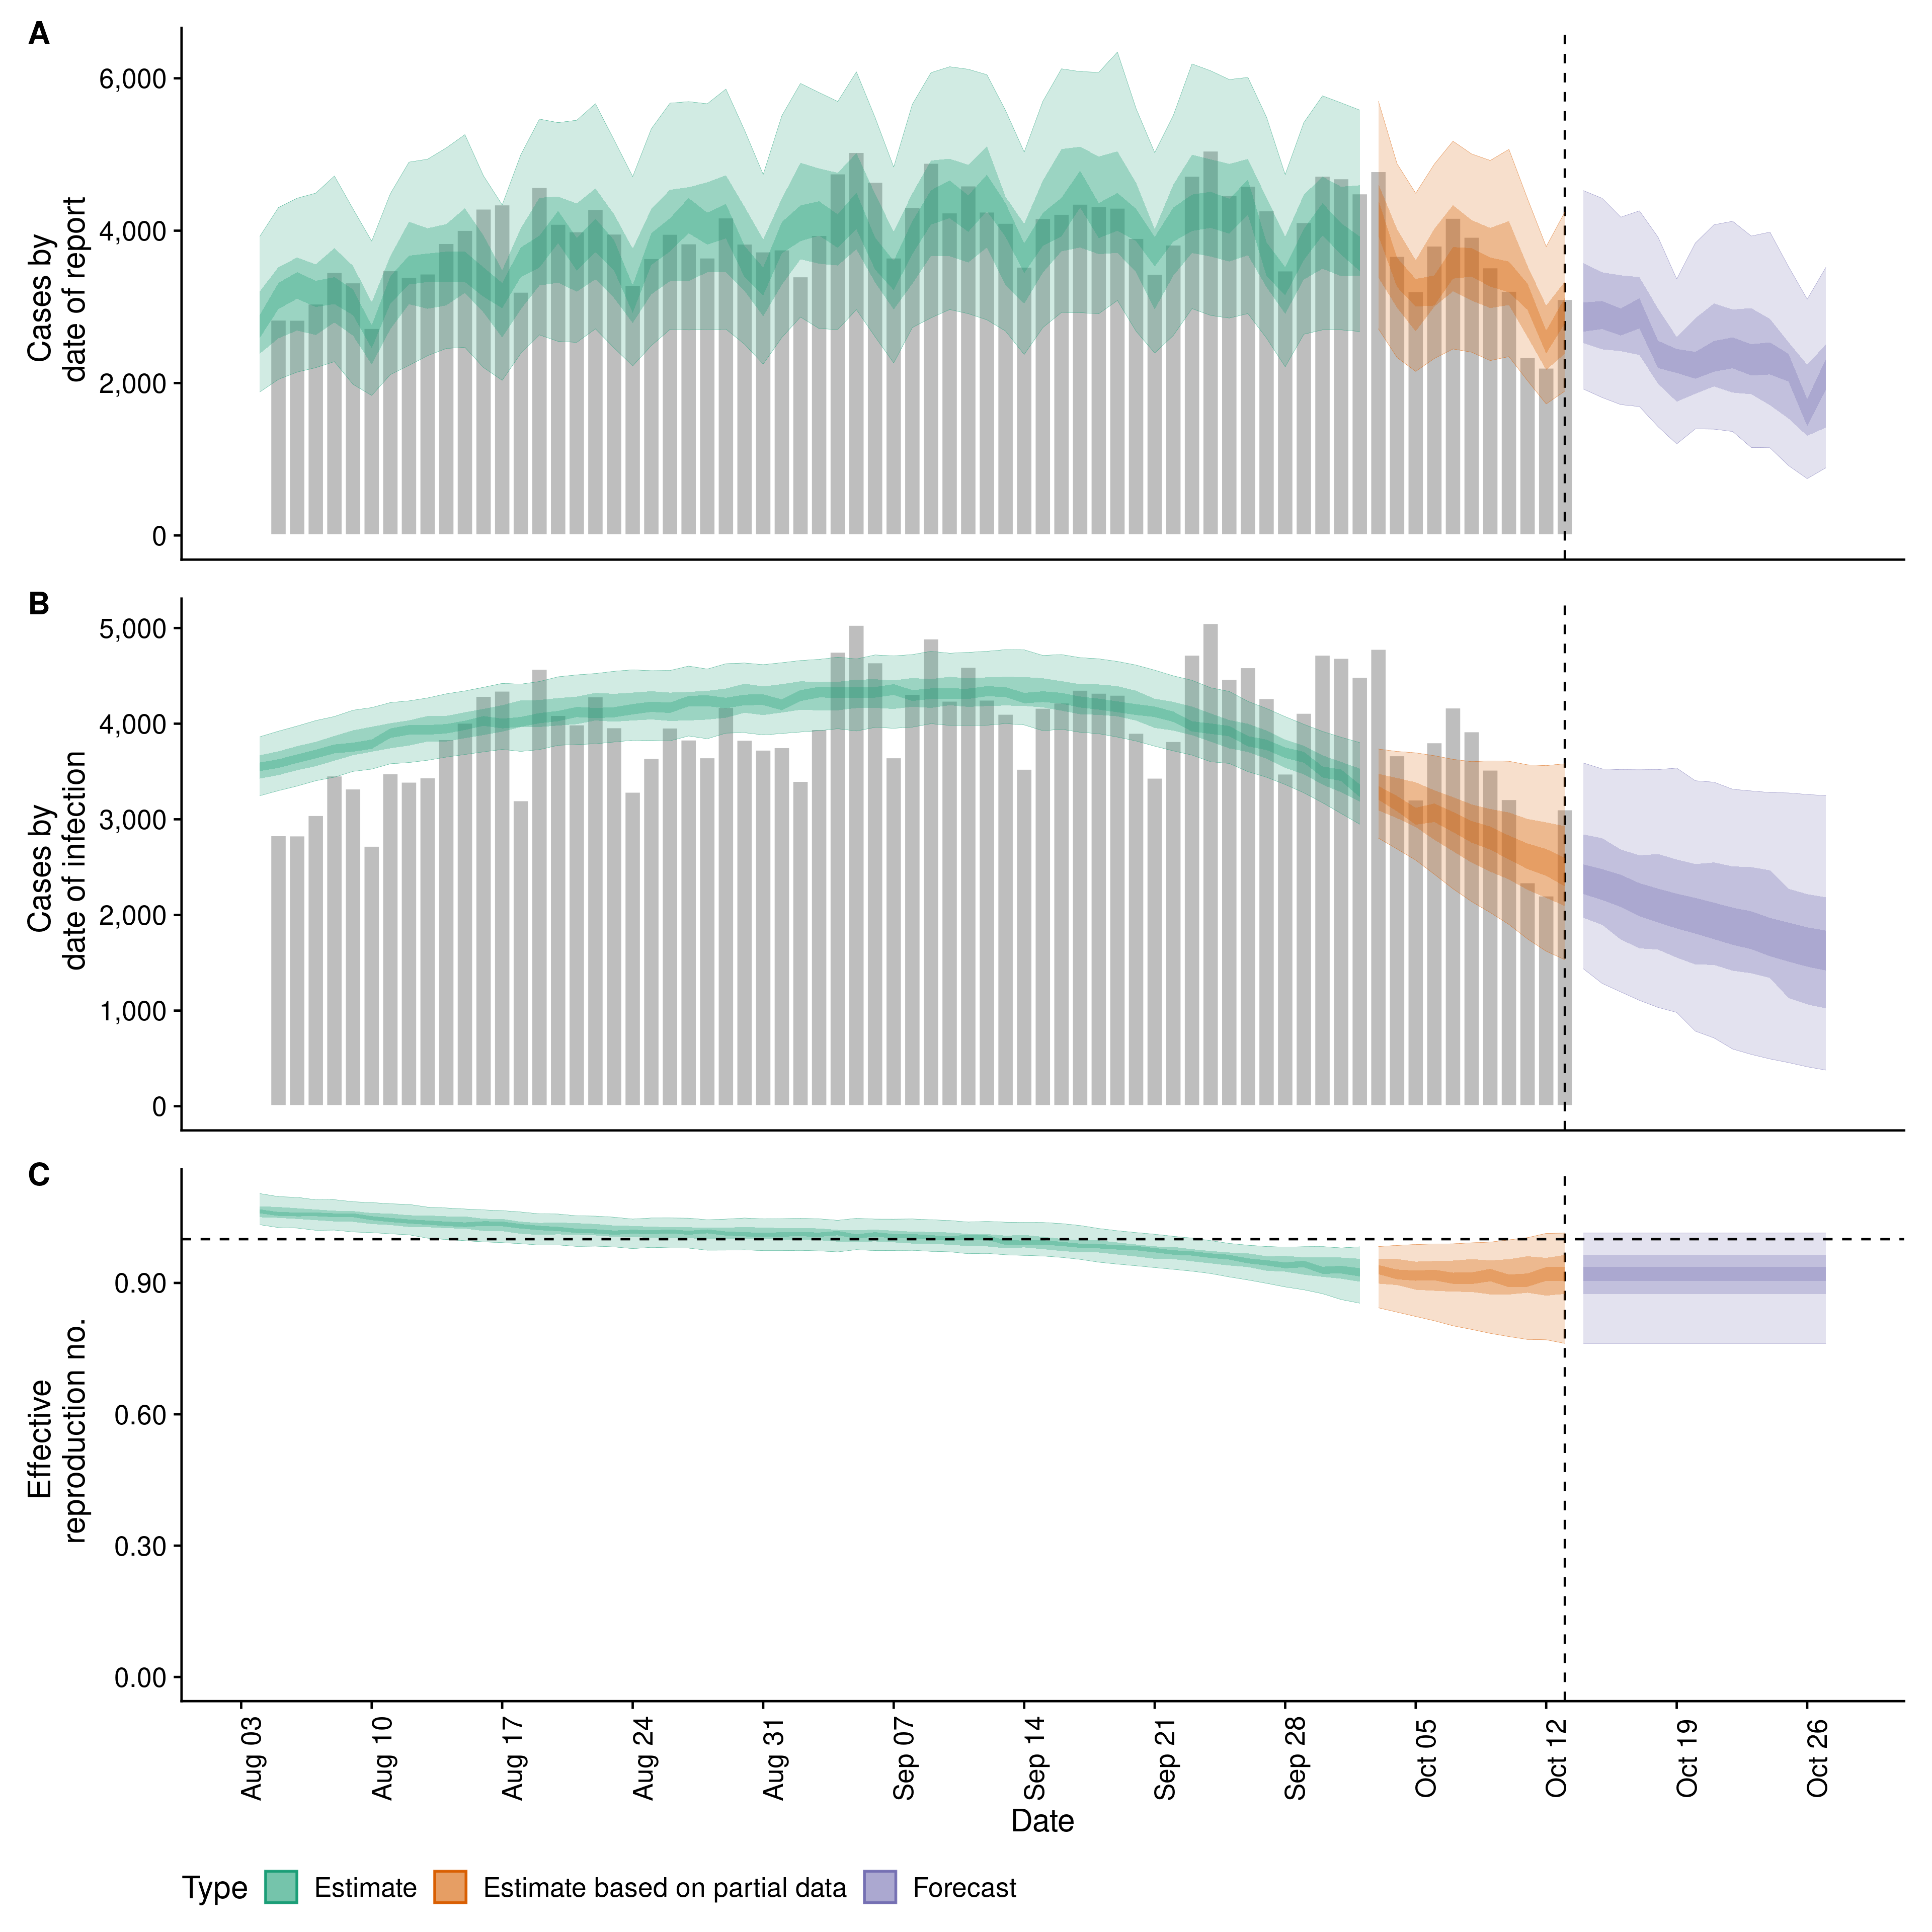 A
6,000
4,000
2,000
0
Cases by
date of report
B
5,000
4,000
3,000
2,000
1,000
0
Cases by
date of infection
C
0.90
0.60
0.30
0.00
Effective
reproduction no.
Aug 03
Aug 10
Aug 17
Aug 24
Aug 31
Sep 07
Sep 14
Sep 21
Sep 28
Oct 05
Oct 12
Oct 19
Oct 26
Date
Type Estimate Estimate based on partial data Forecast